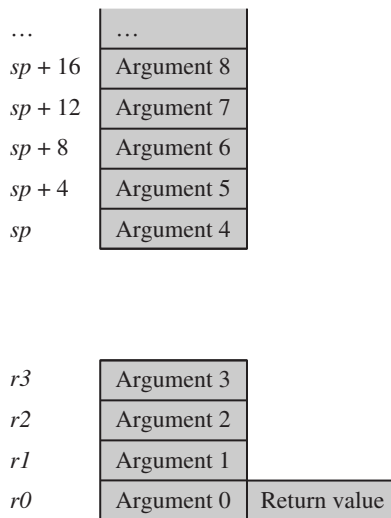 ... ...
sp + 16 Argument 8
sp + 12 Argument 7
sp + 8 Argument 6
sp + 4 Argument 5
sp Argument 4
r3 Argument 3
r2 Argument 2
r1 Argument 1
r0 Argument 0 Return value